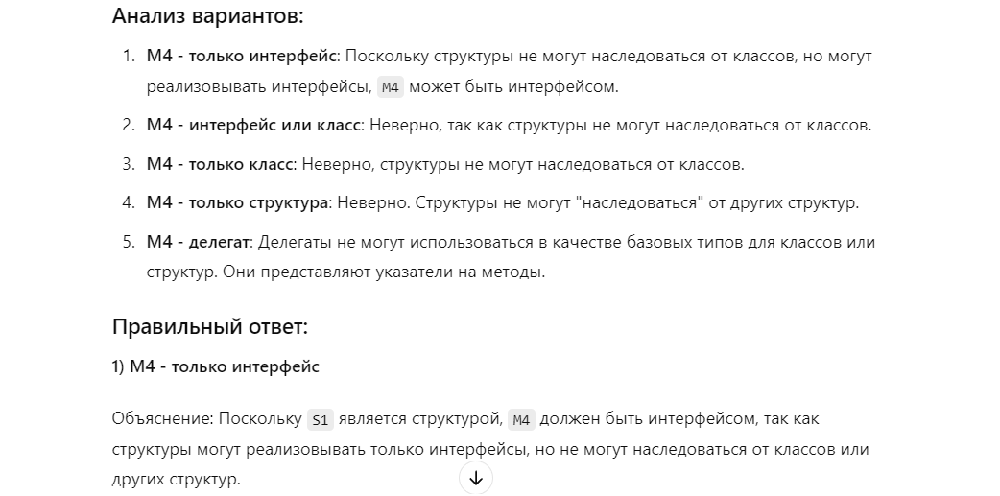 Анализ вариантов:
1. M4 - только интерфейс: Поскольку структуры не могут наследоваться от классов, но могут
реализовывать интерфейсы, M4 может быть интерфейсом.
2. M4 - интерфейс или класс: Неверно, так как структуры не могут наследоваться от классов.
3. M4 - только класс: Неверно, структуры не могут наследоваться от классов.
4. M4 - только структура: Неверно. Структуры не могут "наследоваться" от других структур.
5. M4 - делегат: Делегаты не могут использоваться в качестве базовых типов для классов или
структур. Они представляют указатели на методы.
Правильный ответ:
1) M4 - только интерфейс
Объяснение: Поскольку S1 является структурой, M4 должен быть интерфейсом, так как
структуры могут реализовывать только интерфейсы, но не могут наследоваться от классов или
других структур.